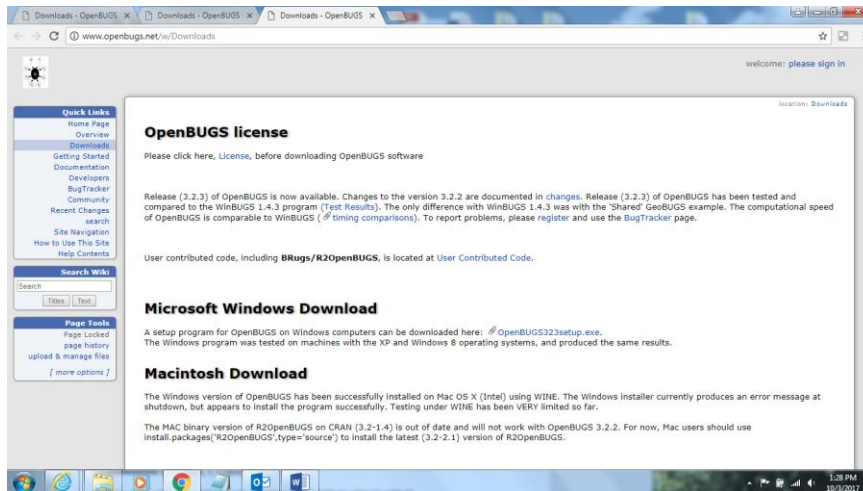 Downloads - OpenBUGS
Downloads - OpenBUGS
Downloads - OpenBUGS
www.openbugs.net/w/Downloads
welcome: please sign in
location: Downloads
Quick Links
Home Page
Overview
Downloads
Getting Started
Documentation
Developers
BugTracker
Community
Recent Changes
search
Site Navigation
How to Use This Site
Help Contents
Search Wiki
Search
Titles Text
Page Tools
Page Locked
page history
upload & manage files
[ more options ]
OpenBUGS license
Please click here, License, before downloading OpenBUGS software
Release (3.2.3) of OpenBUGS is now available. Changes to the version 3.2.2 are documented in changes. Release (3.2.3) of OpenBUGS has been tested and
compared to the WinBUGS 1.4.3 program (Test Results). The only difference with WinBUGS 1.4.3 was with the 'Shared' GeoBUGS example. The computational speed
of OpenBUGS is comparable to WinBUGS ( timing comparisons). To report problems, please register and use the BugTracker page.
User contributed code, including BRugs/R2OpenBUGS, is located at User Contributed Code.
Microsoft Windows Download
A setup program for OpenBUGS on Windows computers can be downloaded here: OpenBUGS323setup.exe.
The Windows program was tested on machines with the XP and Windows 8 operating systems, and produced the same results.
Macintosh Download
The Windows version of OpenBUGS has been successfully installed on Mac OS X (Intel) using WINE. The Windows installer currently produces an error message at
shutdown, but appears to install the program successfully. Testing under WINE has been VERY limited so far.
The MAC binary version of R2OpenBUGS on CRAN (3.2-1.4) is out of date and will not work with OpenBUGS 3.2.2. For now, Mac users should use
install.packages('R2OpenBUGS',type='source') to install the latest (3.2-2.1) version of R2OpenBUGS.
1:28 PM
10/3/2017